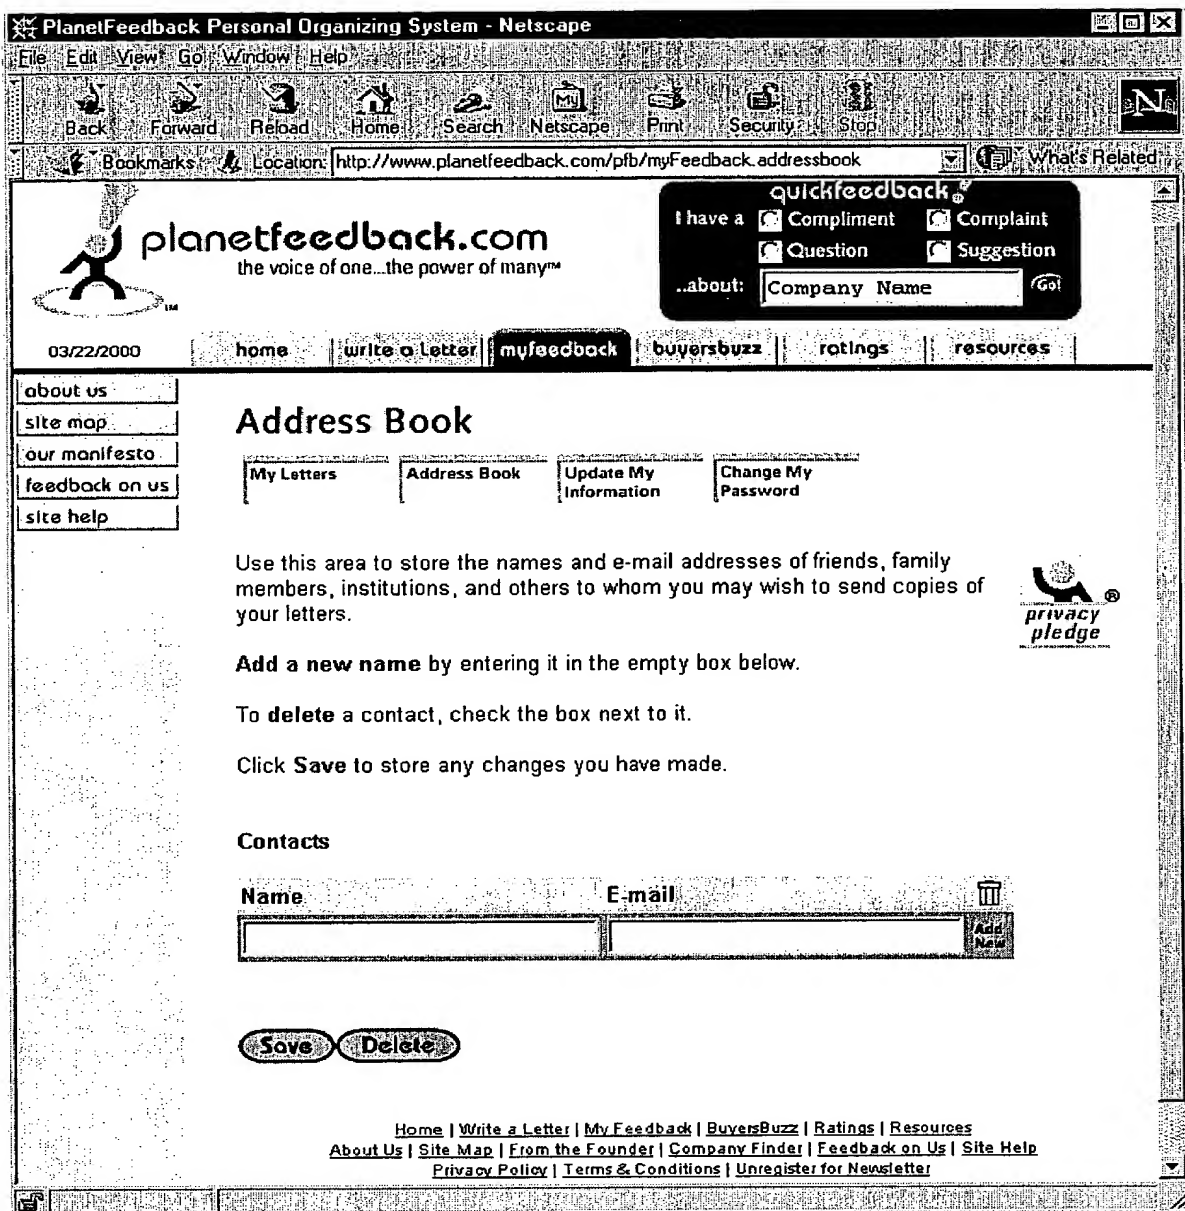 PlanetFeedback Personal Organizing System - Netscape
File Edit View Go Window Help
Back Forward Reload Home Search Netscape Print Security Stop
My
N
Bookmarks Location: http://www.planetfeedback.com/pfb/myFeedback.addressbook What's Related
quickfeedback
I have a Compliment Complaint
Question Suggestion
..about: Company Name Go!
planetfeedback.com
the voice of one...the power of many™
TM
03/22/2000 home write a Letter myfeedback buyersbuzz ratings resources
about us
site map
our manifesto
feedback on us
site help
Address Book
My Letters Address Book Update My Information Change My Password
Use this area to store the names and e-mail addresses of friends, family
members, institutions, and others to whom you may wish to send copies of
your letters.
privacy pledge ®
Add a new name by entering it in the empty box below.
To delete a contact, check the box next to it.
Click Save to store any changes you have made.
Contacts
Name E-mail
Add New
Save Delete
Home | Write a Letter | My Feedback | BuyersBuzz | Ratings | Resources
About Us | Site Map | From the Founder | Company Finder | Feedback on Us | Site Help
Privacy Policy | Terms & Conditions | Unregister for Newsletter